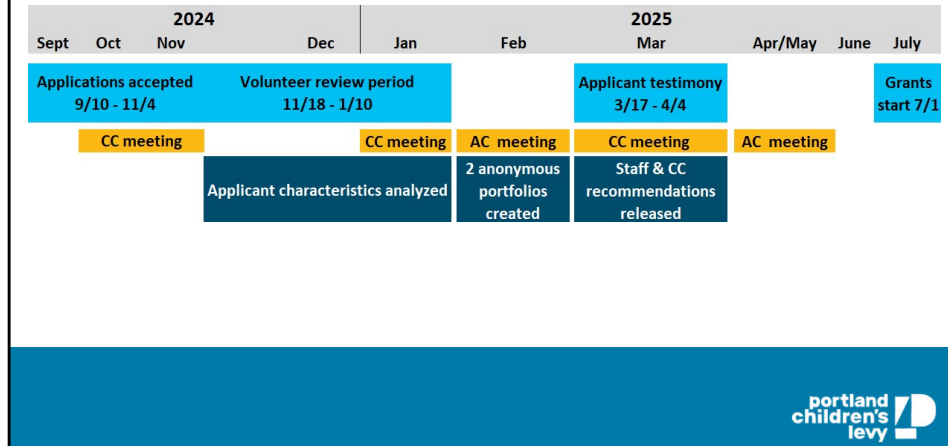 2024 2025
Sept Oct Nov Dec Jan Feb Mar Apr/May June July
Applications accepted
9/10 - 11/4
Volunteer review period
11/18 - 1/10
Applicant testimony
3/17 - 4/4
Grants
start 7/1
CC meeting CC meeting AC meeting CC meeting AC meeting
Applicant characteristics analyzed
2 anonymous
portfolios
created
Staff & CC
recommendations
released
portland
children's
levy